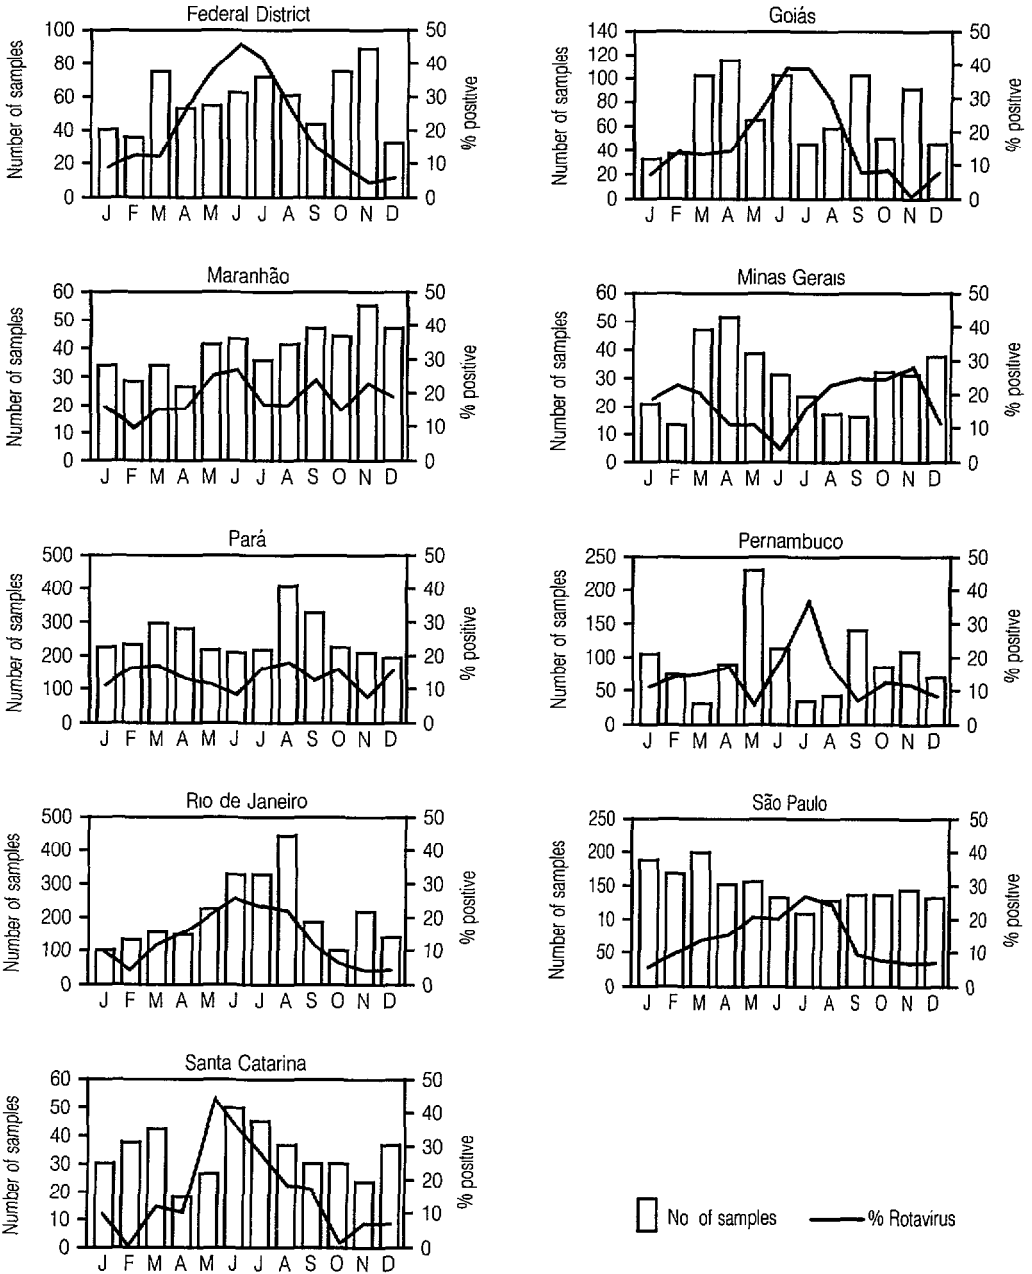 Federal District
Number of samples
100
80
60
40
20
0
50
40
30
20
10
0
% positive
J F M A M J J A S O N D
Goiás
Number of samples
140
120
100
80
60
40
20
0
50
40
30
20
10
0
% positive
J F M A M J J A S O N D
Maranhão
Number of samples
60
50
40
30
20
10
0
50
40
30
20
10
0
% positive
J F M A M J J A S O N D
Minas Gerais
Number of samples
60
50
40
30
20
10
0
50
40
30
20
10
0
% positive
J F M A M J J A S O N D
Pará
Number of samples
500
400
300
200
100
0
50
40
30
20
10
0
% positive
J F M A M J J A S O N D
Pernambuco
Number of samples
250
200
150
100
50
0
50
40
30
20
10
0
% positive
J F M A M J J A S O N D
Rio de Janeiro
Number of samples
500
400
300
200
100
0
50
40
30
20
10
0
% positive
J F M A M J J A S O N D
São Paulo
Number of samples
250
200
150
10
50
0
50
40
30
20
10
0
% positive
J F M A M J J A S O N D
Santa Catarina
Number of samples
60
50
40
30
20
10
0
50
40
30
20
10
0
% positive
J F M A M J J A S O N D
No of samples
% Rotavirus